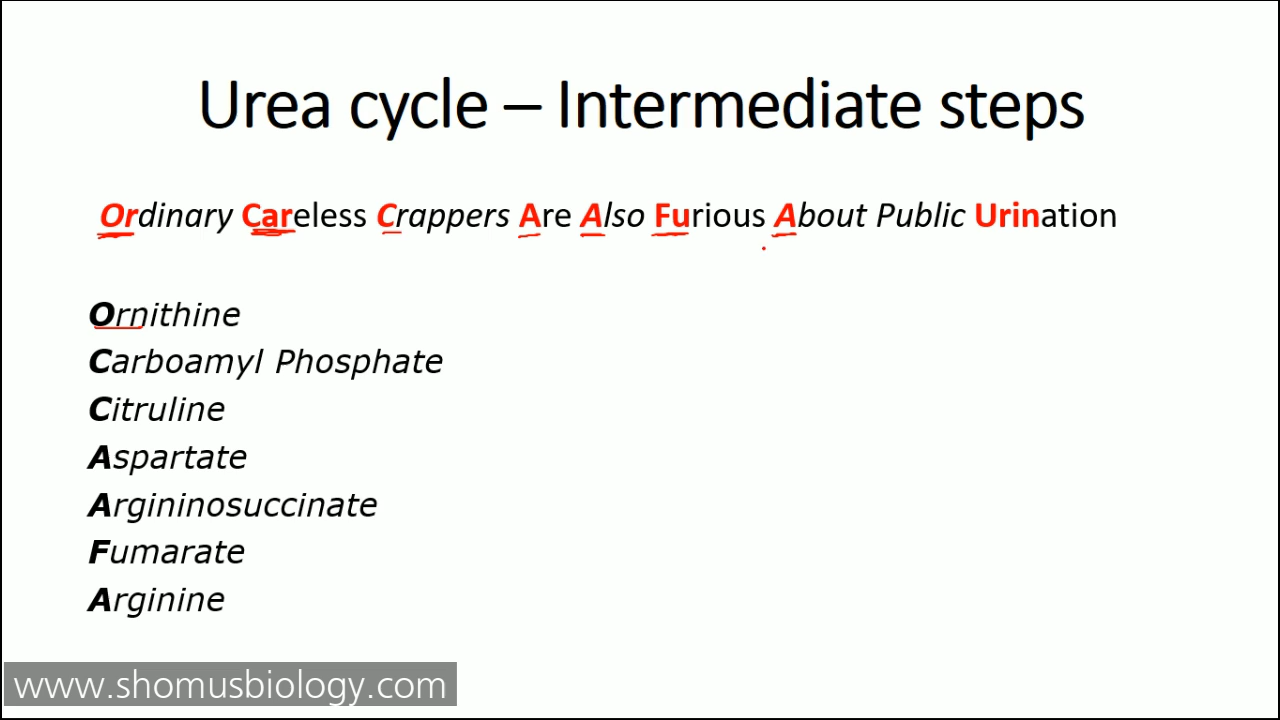 Urea cycle – Intermediate steps
Ordinary Careless Crappers Are Also Furious About Public Urination
Ornithine
Carboamyl Phosphate
Citruline
Aspartate
Argininosuccinate
Fumarate
Arginine
www.shomusbiology.com